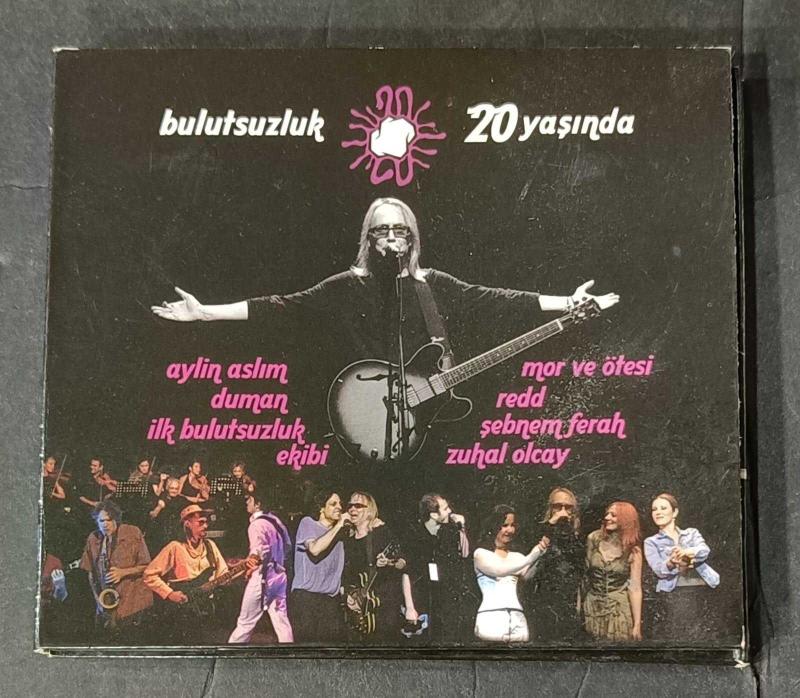 bulutsuzluk 20 yaşında
aylin aslım
duman
ilk bulutsuzluk
ekibi
mor ve ötesi
redd
şebnem ferah
zuhal olcay